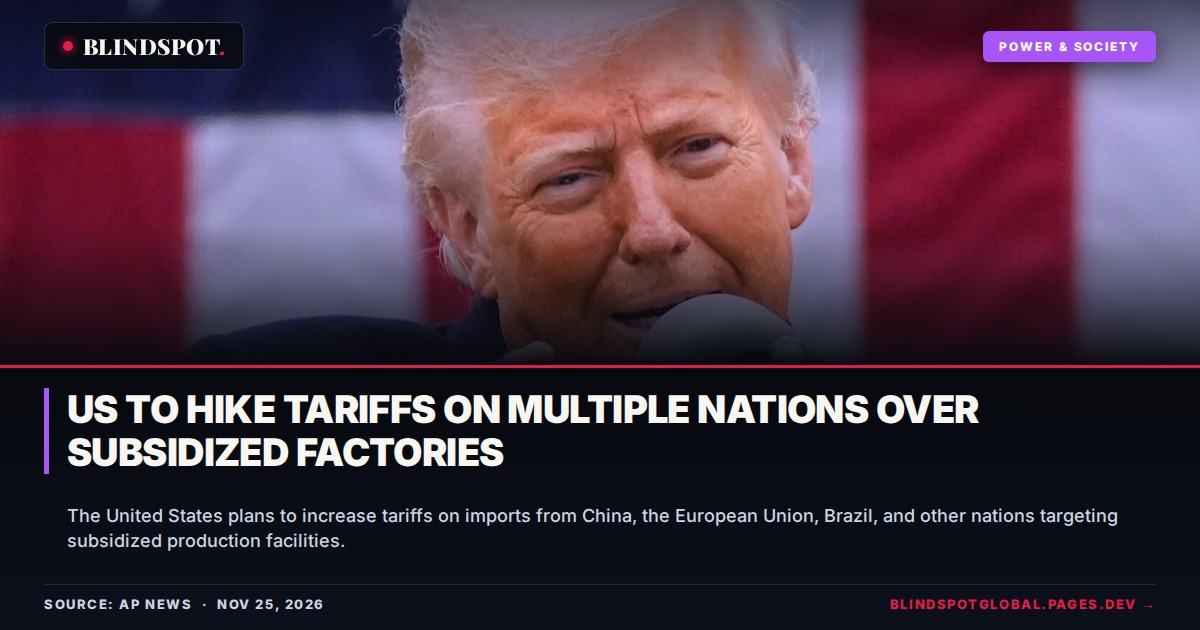 BLINDSPOT.
POWER & SOCIETY
US TO HIKE TARIFFS ON MULTIPLE NATIONS OVER
SUBSIDIZED FACTORIES
The United States plans to increase tariffs on imports from China, the European Union, Brazil, and other nations targeting
subsidized production facilities.
SOURCE: AP NEWS · NOV 25, 2026
BLINDSPOTGLOBAL.PAGES.DEV →